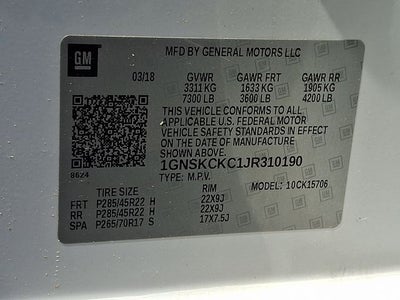 GM
MFD BY GENERAL MOTORS LLC
03/18 GVWR GAWR FRT GAWR RR
3311 KG 1633 KG 1905 KG
7300 LB 3600 LB 4200 LB
THIS VEHICLE CONFORMS TO ALL
APPLICABLE U.S. FEDERAL MOTOR
VEHICLE SAFETY STANDARDS IN EFFECT
ON THE DATE OF MANUFACTURE
SHOWN ABOVE.
8624 1GNSKCKC1JR310190
TYPE: M.P.V. MODEL: 10CK15706
TIRE SIZE RIM
FRT P285/45R22 H 22X9J
RR P285/45R22 H 22X9J
SPA P265/70R17 S 17X7.5J